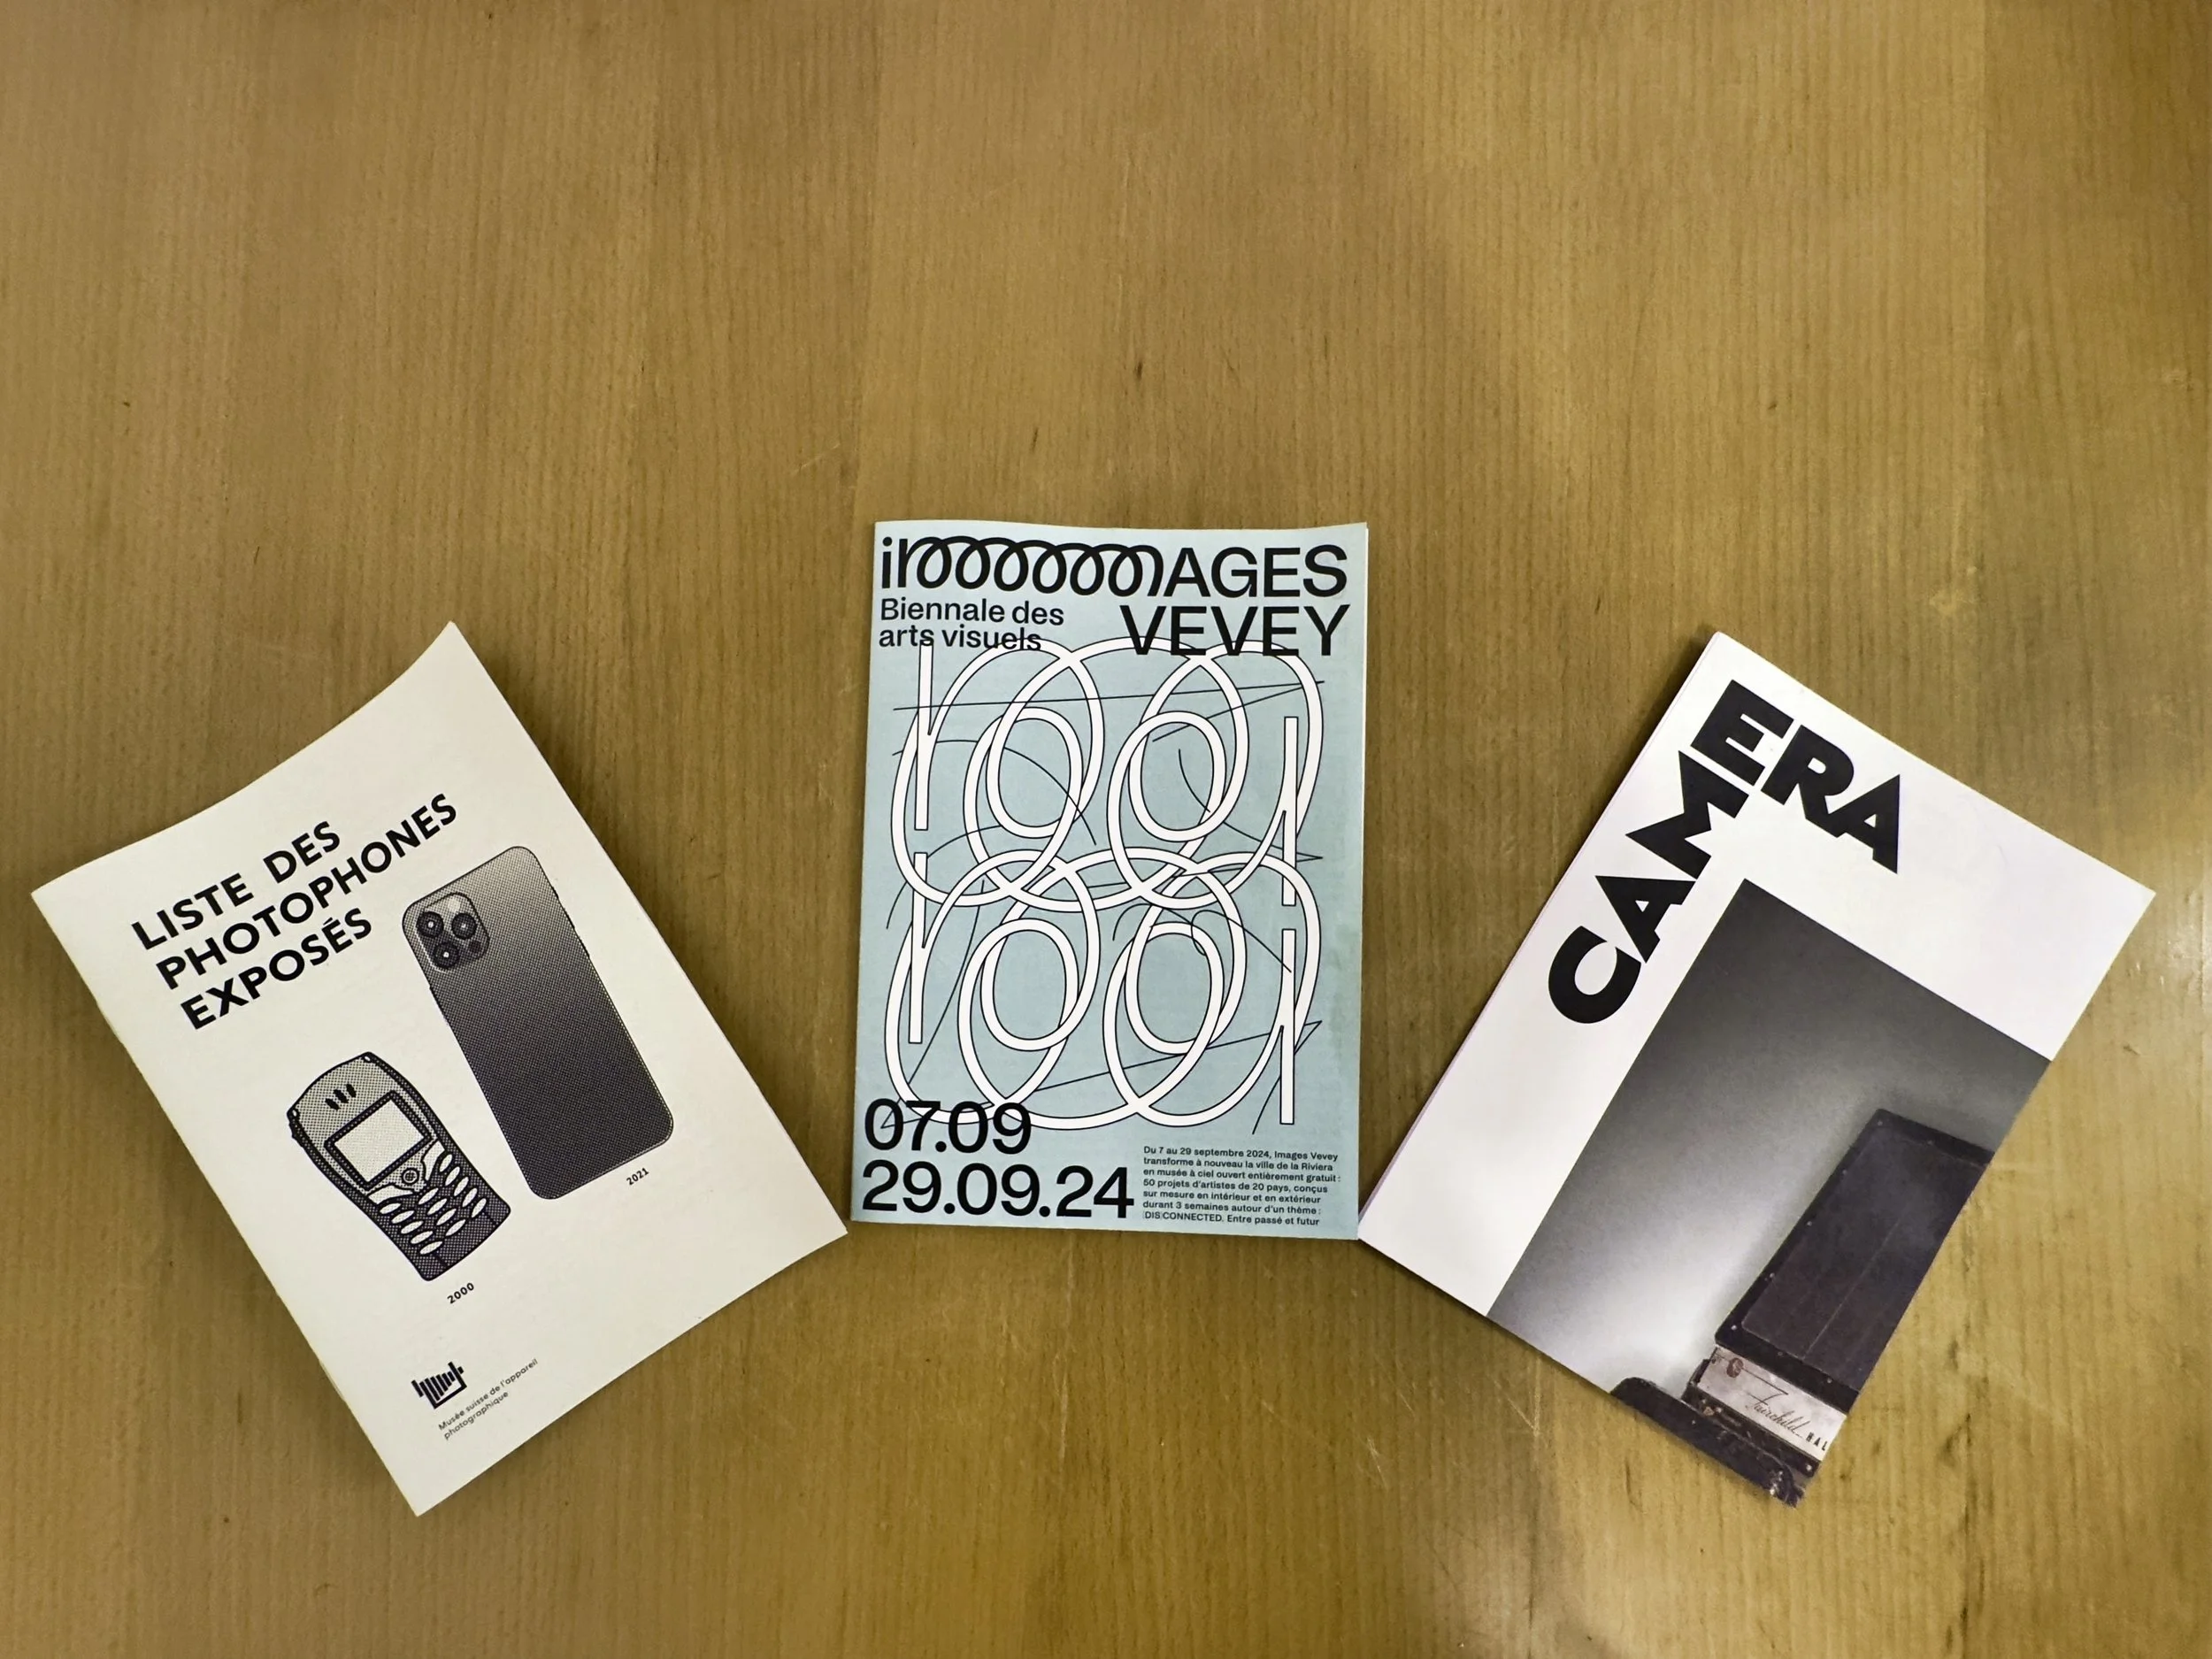 LISTE DES
PHOTOPHONES
EXPOSÉS
2021
2000
Musée suisse de l'appareil
photographique
immmmmmAGES
VEVEY
Biennale des
arts visuels
07.09
29.09.24
Du 7 au 29 septembre 2024, Images Vevey
transforme à nouveau la ville de la Riviera
en musée à ciel ouvert entièrement gratuit :
50 projets d'artistes de 20 pays, conçus
sur mesure en intérieur et en extérieur
durant 3 semaines autour d'un thème :
(DIS)CONNECTED. Entre passé et futur
CAMERA
Fairchild HAL